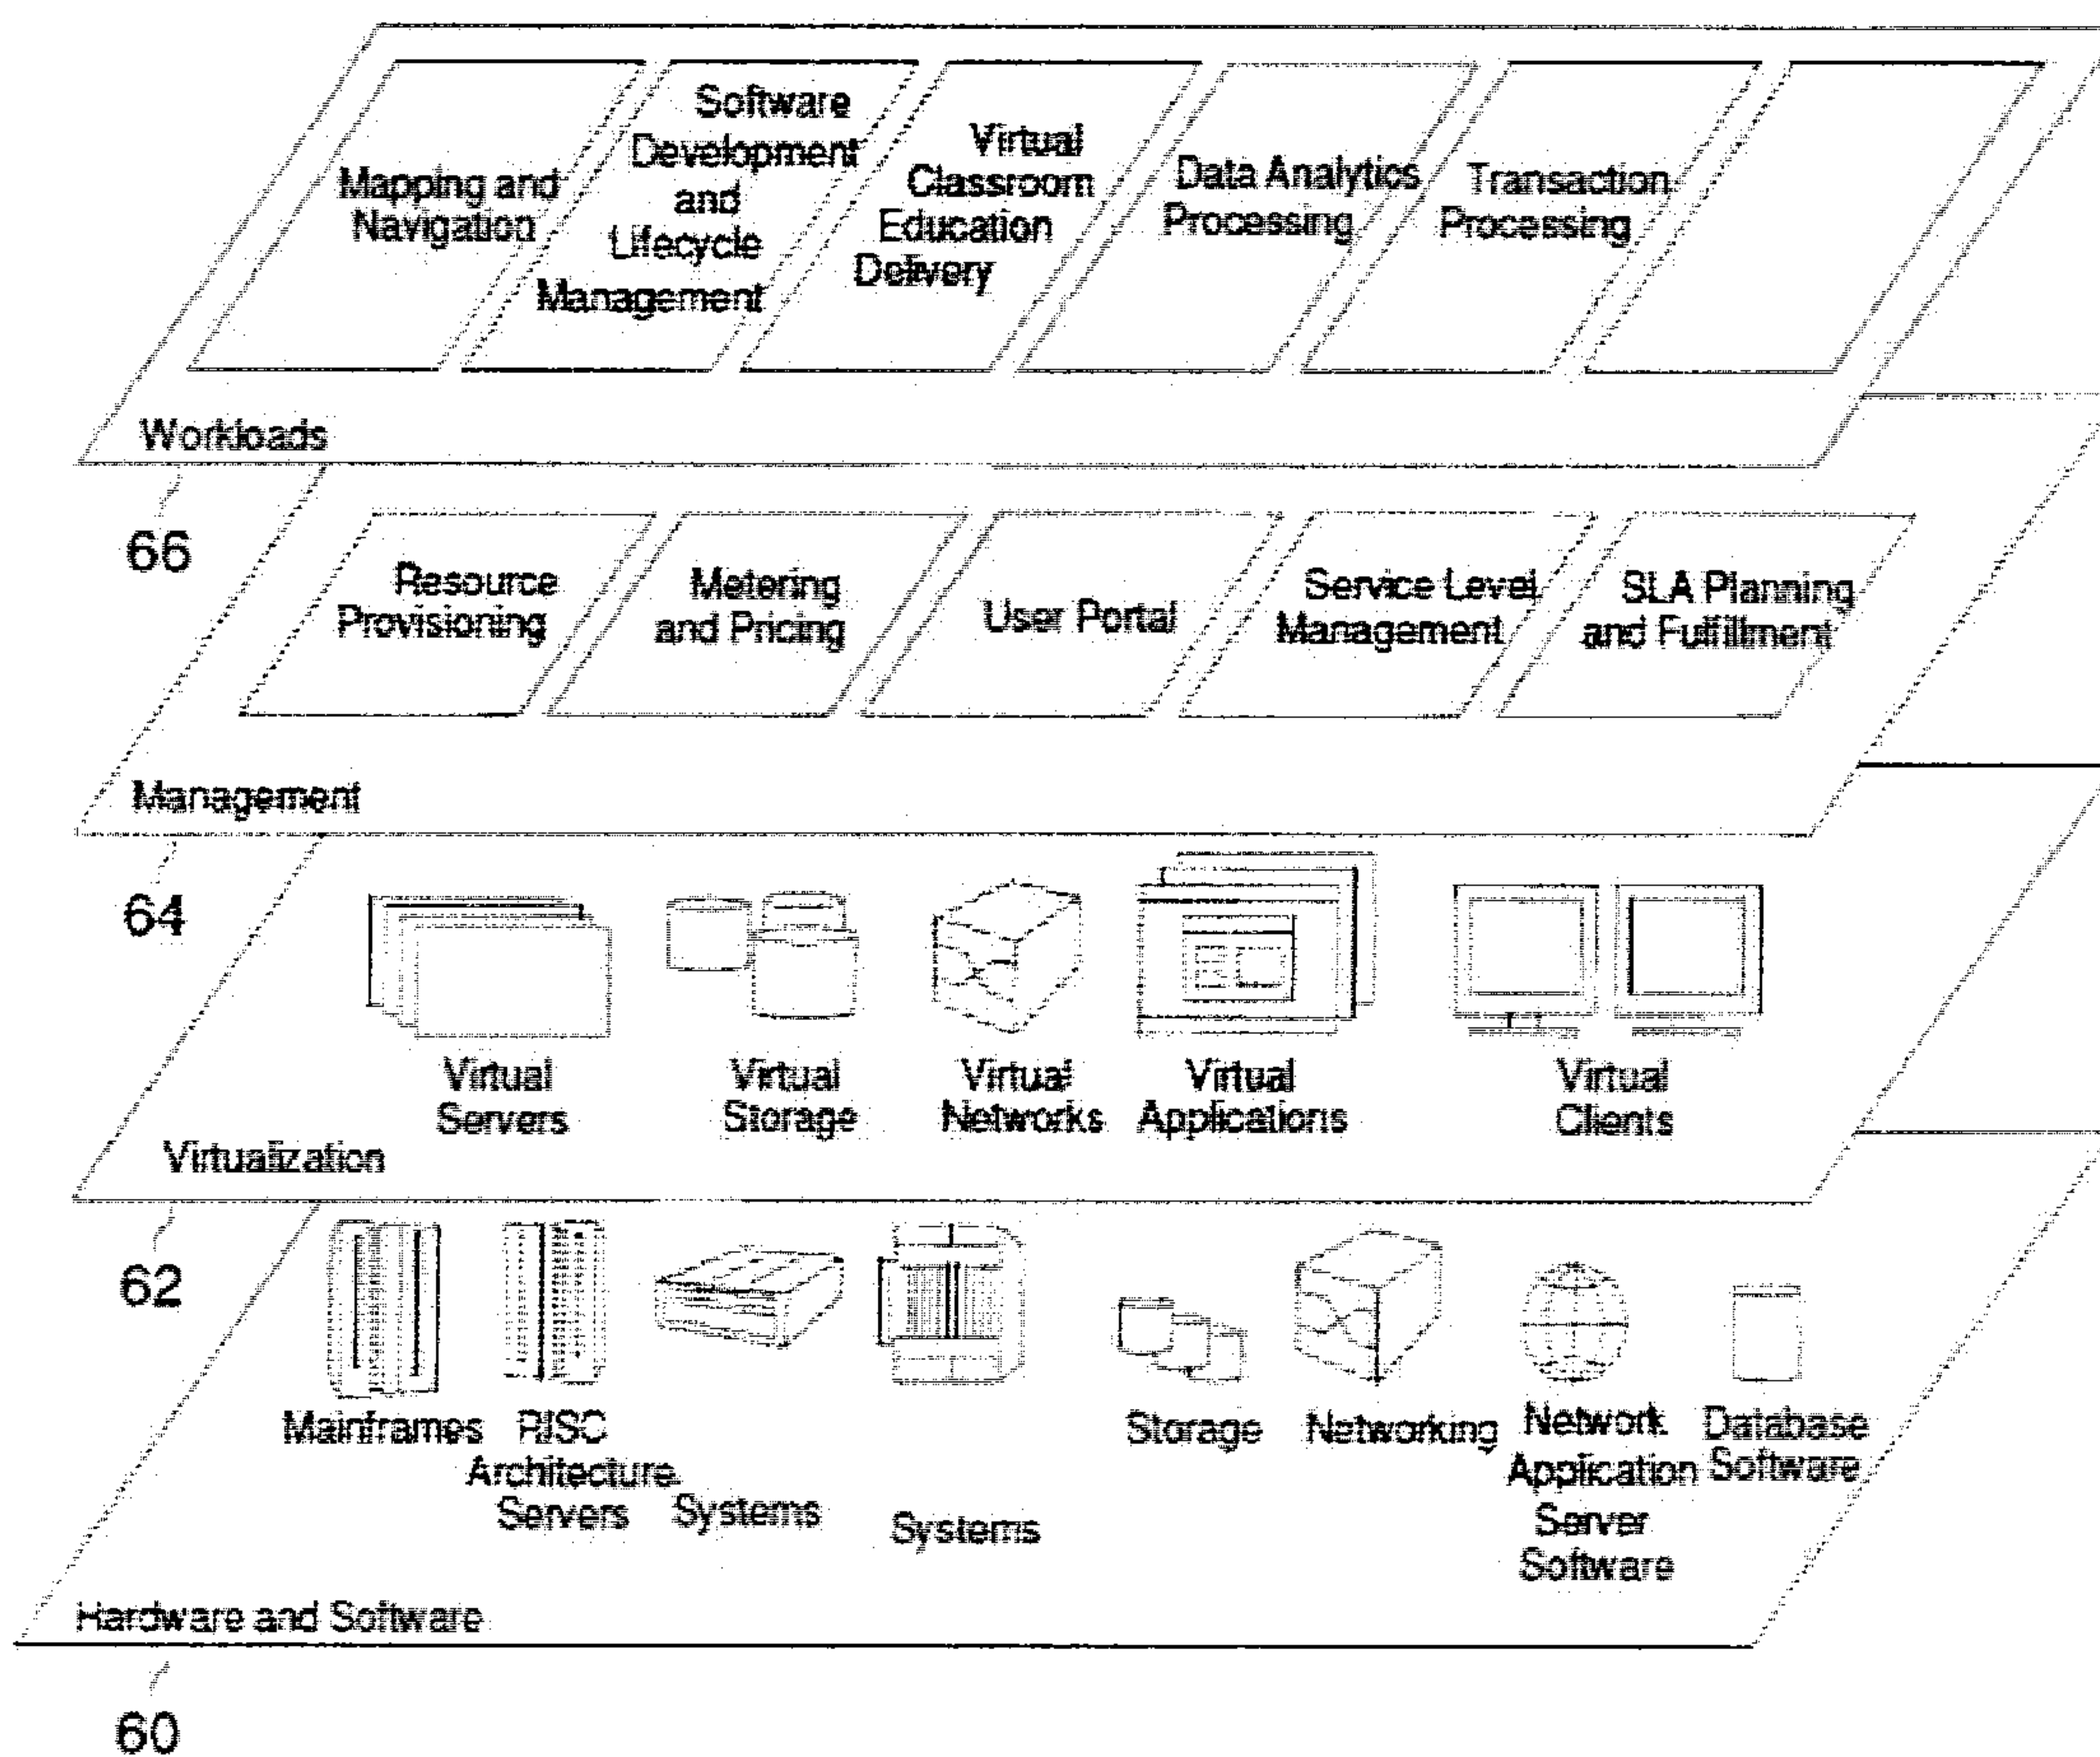 Mapping and
Navigation
Software
Development
and
Lifecycle
Management
Virtual
Classroom
Education
Delivery
Data Analytics
Processing
Transaction
Processing
Workloads
66
Resource
Provisioning
Metering
and Pricing
User Portal
Service Level
Management
SLA Planning
and Fulfillment
Management
64
Virtual
Servers
Virtual
Storage
Virtual
Networks
Virtual
Applications
Virtual
Clients
Virtualization
62
Mainframes
RISC
Architecture
Servers
Systems
Systems
Storage
Networking
Network
Application
Server
Software
Database
Software
Hardware and Software
60